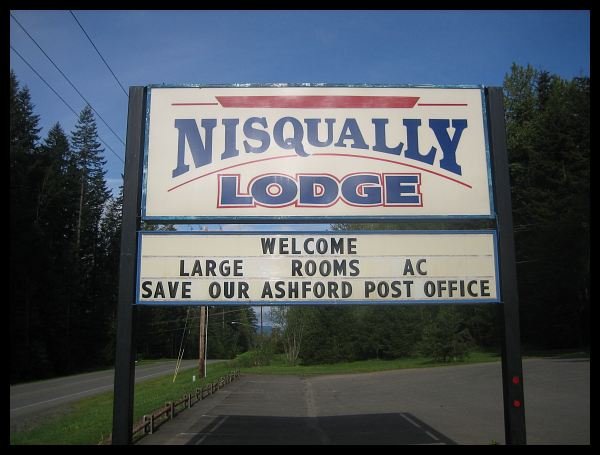 NISQUALLY
LODGE
WELCOME
LARGE ROOMS AC
SAVE OUR ASHFORD POST OFFICE